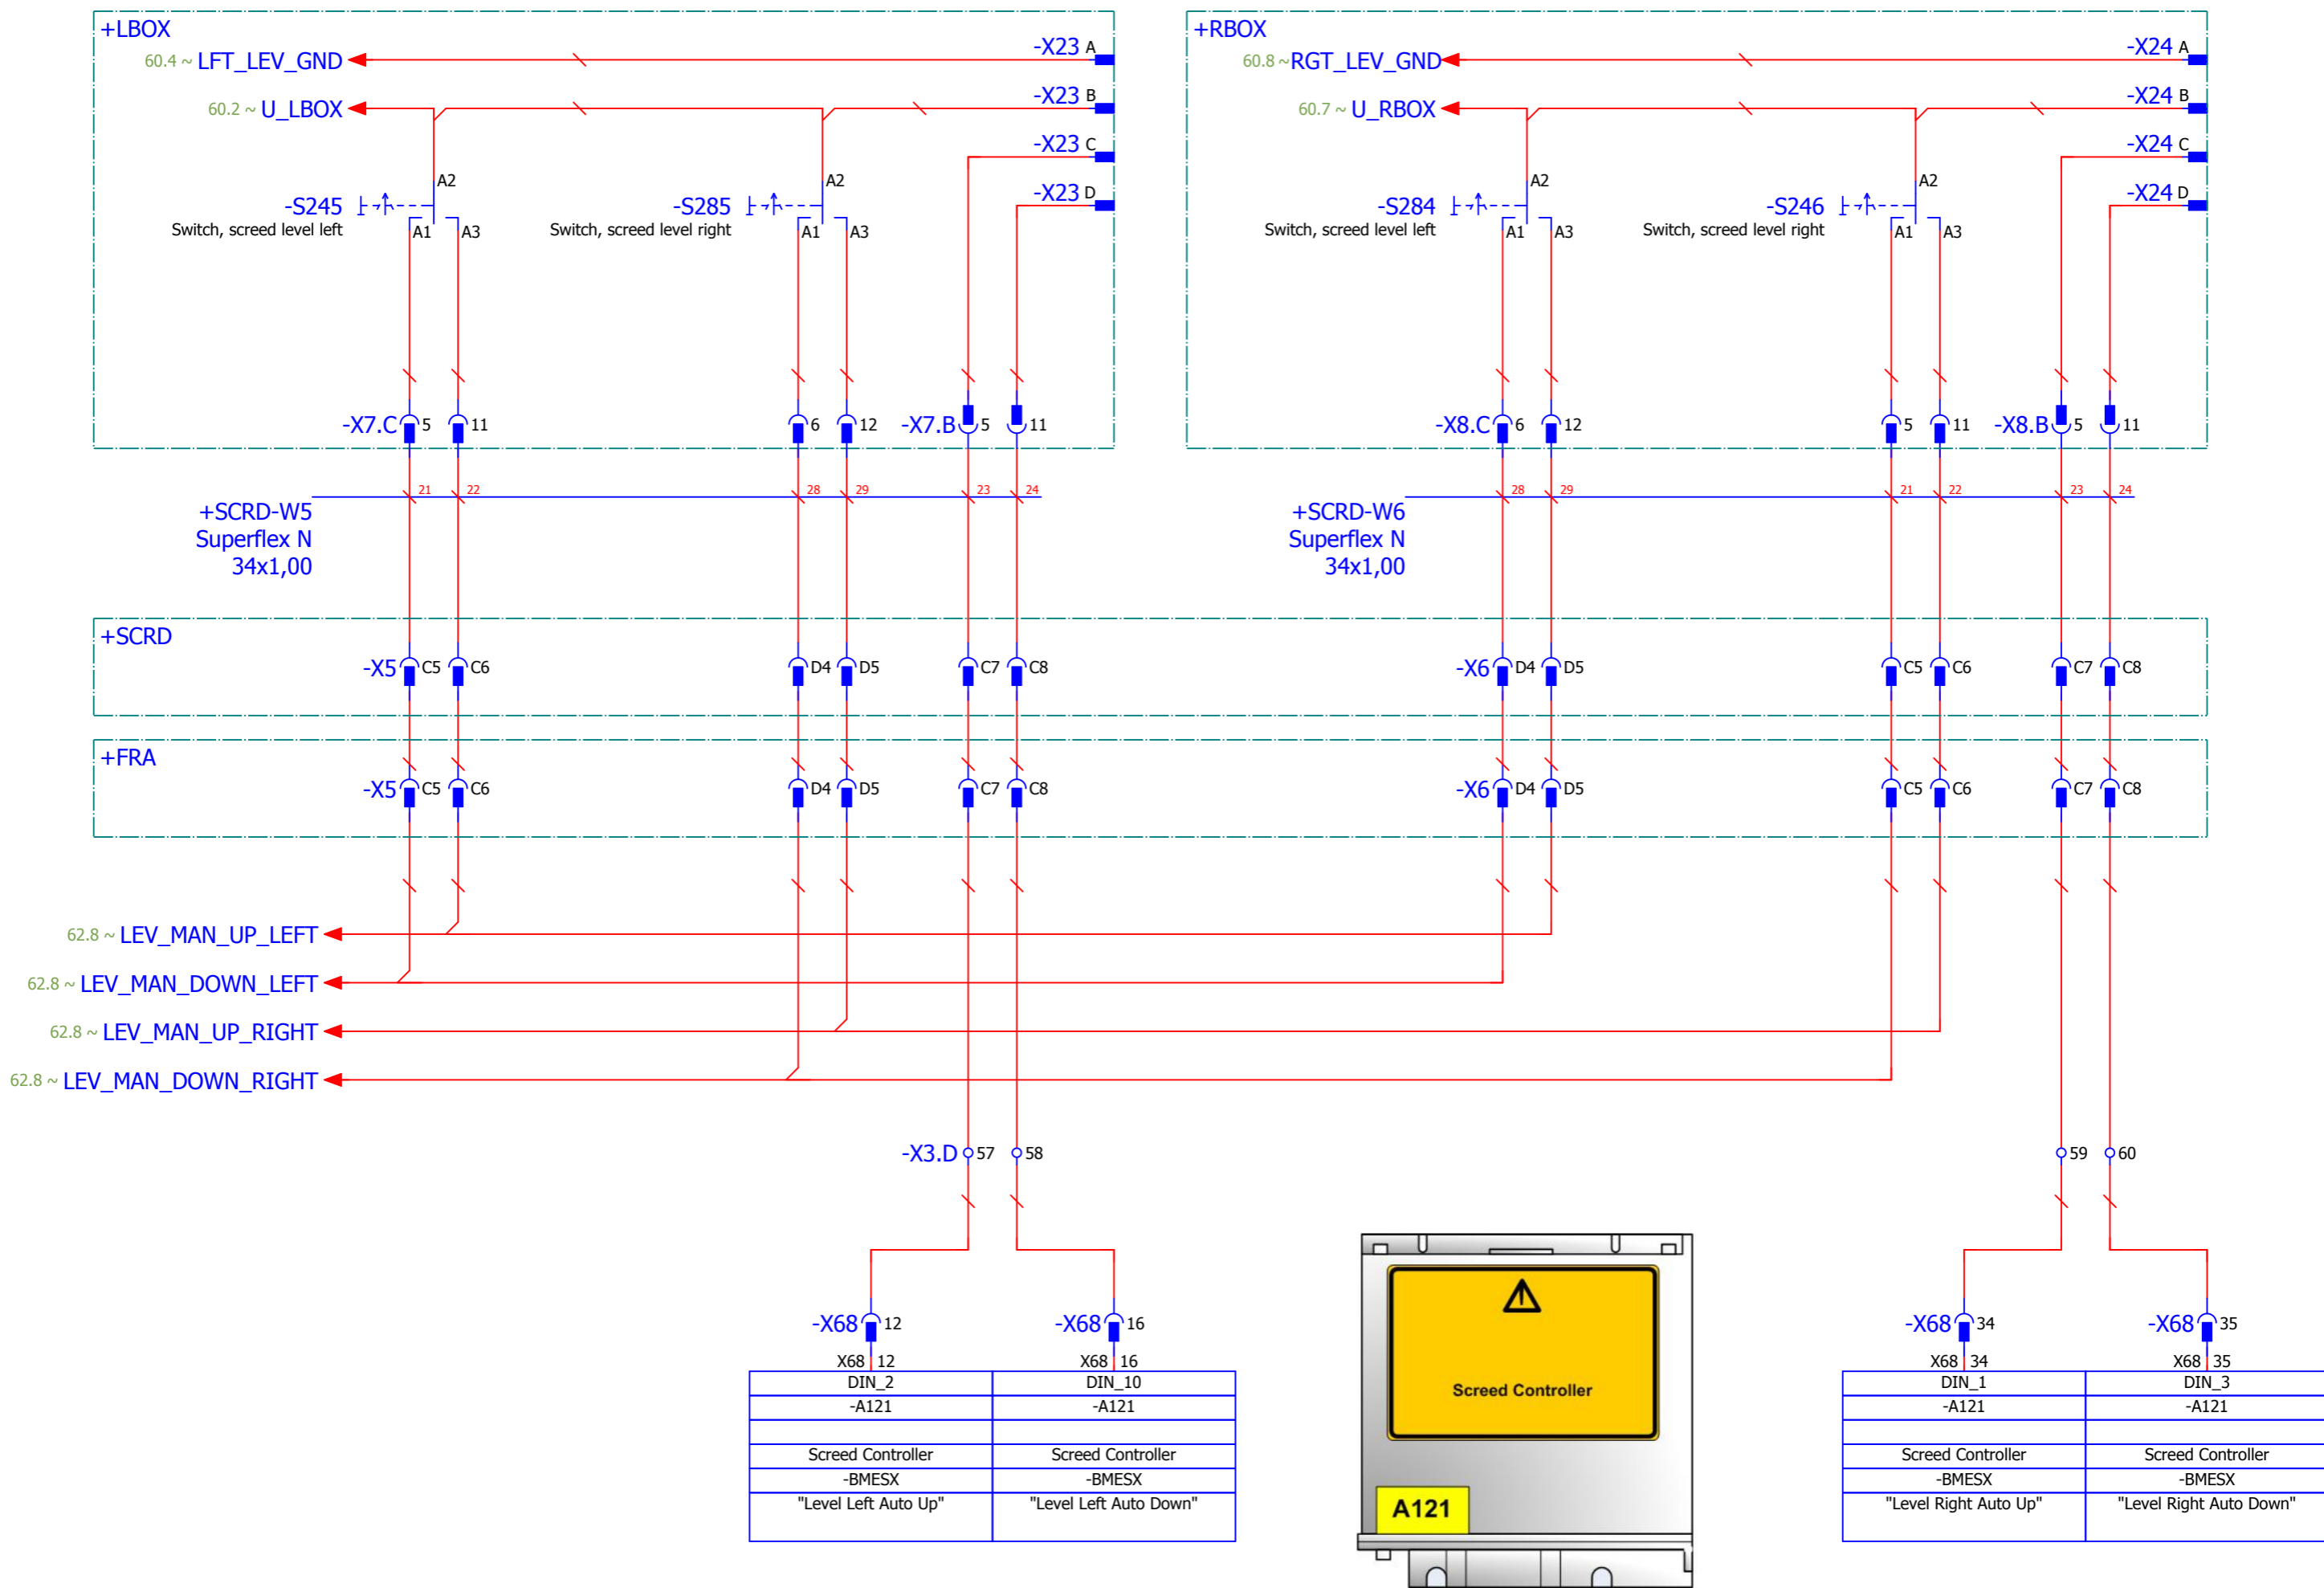 +LBOX
60.4 ~ LFT_LEV_GND
-X23 A
60.2 ~ U_LBOX
-X23 B
-X23 C
-X23 D
-S245
Switch, screed level left
A2
A1
A3
-S285
Switch, screed level right
A2
A1
A3
-X7.C 5
11
6
12
-X7.B 5
11
+RBOX
60.8 ~ RGT_LEV_GND
-X24 A
60.7 ~ U_RBOX
-X24 B
-X24 C
-X24 D
-S284
Switch, screed level left
A2
A1
A3
-S246
Switch, screed level right
A2
A1
A3
-X8.C 6
12
5
11
-X8.B 5
11
21
22
28
29
23
24
+SCRD-W5
Superflex N
34x1,00
28
29
21
22
23
24
+SCRD-W6
Superflex N
34x1,00
+SCRD
-X5 C5
C6
D4
D5
C7
C8
-X6 D4
D5
C5
C6
C7
C8
+FRA
-X5 C5
C6
D4
D5
C7
C8
-X6 D4
D5
C5
C6
C7
C8
62.8 ~ LEV_MAN_UP_LEFT
62.8 ~ LEV_MAN_DOWN_LEFT
62.8 ~ LEV_MAN_UP_RIGHT
62.8 ~ LEV_MAN_DOWN_RIGHT
-X3.D 57
58
59
60
-X68 12
X68 12
DIN_2
-A121
Screed Controller
-BMESX
"Level Left Auto Up"
-X68 16
X68 16
DIN_10
-A121
Screed Controller
-BMESX
"Level Left Auto Down"
Screed Controller
A121
-X68 34
X68 34
DIN_1
-A121
Screed Controller
-BMESX
"Level Right Auto Up"
-X68 35
X68 35
DIN_3
-A121
Screed Controller
-BMESX
"Level Right Auto Down"